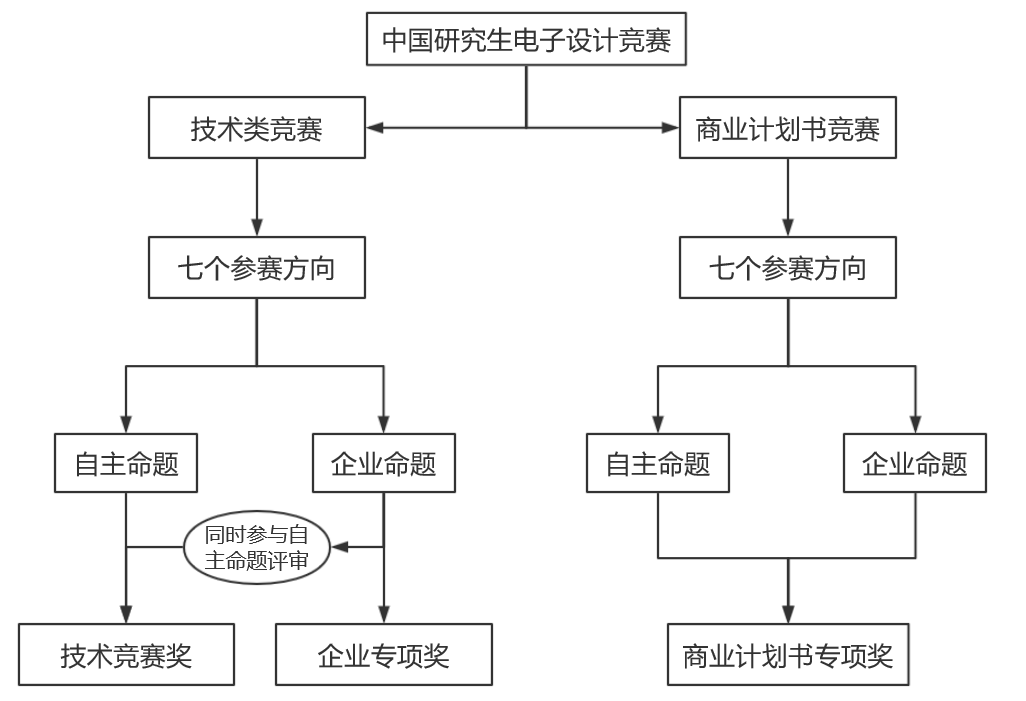 中国研究生电子设计竞赛
技术类竞赛
商业计划书竞赛
七个参赛方向
七个参赛方向
自主命题
企业命题
自主命题
企业命题
同时参与自
主命题评审
技术竞赛奖
企业专项奖
商业计划书专项奖